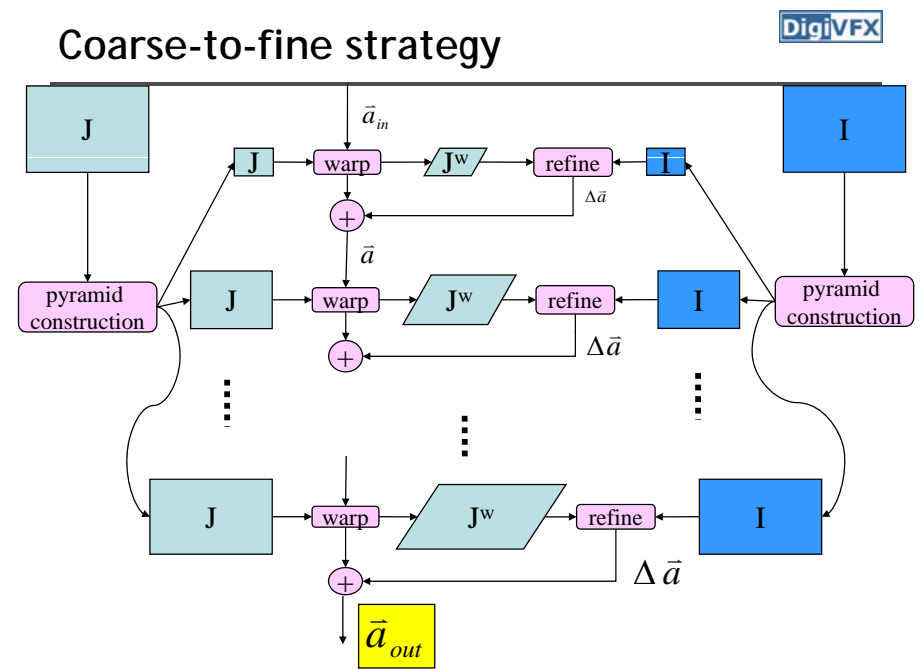 Coarse-to-fine strategy
DigiVFX
J
I
a⃗ᵢₙ
J
warp
Jʷ
refine
I
Δa⃗
+
a⃗
pyramid
construction
J
warp
Jʷ
refine
I
pyramid
construction
+
Δa⃗
J
warp
Jʷ
refine
I
+
Δa⃗
a⃗ₒᵤₜ